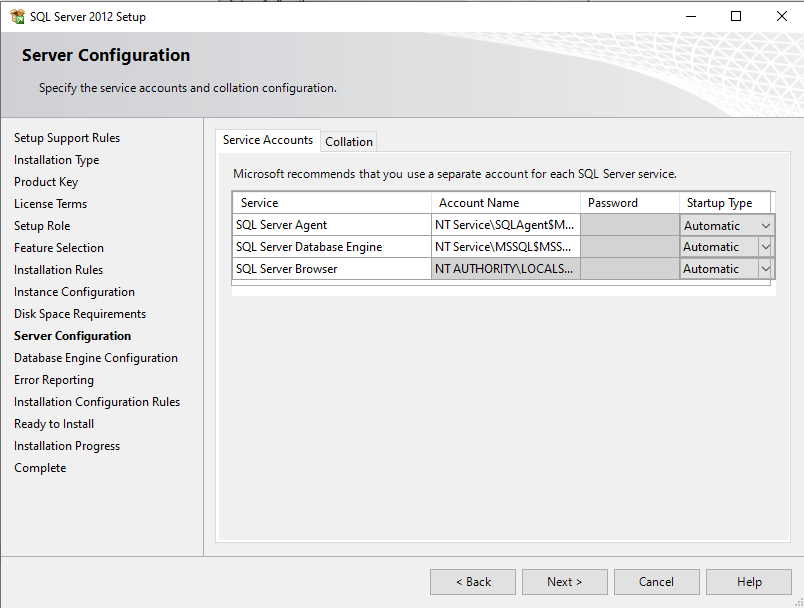 SQL Server 2012 Setup
Server Configuration
Specify the service accounts and collation configuration.
Setup Support Rules
Installation Type
Product Key
License Terms
Setup Role
Feature Selection
Installation Rules
Instance Configuration
Disk Space Requirements
Server Configuration
Database Engine Configuration
Error Reporting
Installation Configuration Rules
Ready to Install
Installation Progress
Complete
Service Accounts Collation
Microsoft recommends that you use a separate account for each SQL Server service.
Service Account Name Password Startup Type
SQL Server Agent NT Service\SQLAgent$M... Automatic
SQL Server Database Engine NT Service\MSSQL$MSS... Automatic
SQL Server Browser NT AUTHORITY\LOCALS... Automatic
< Back Next > Cancel Help